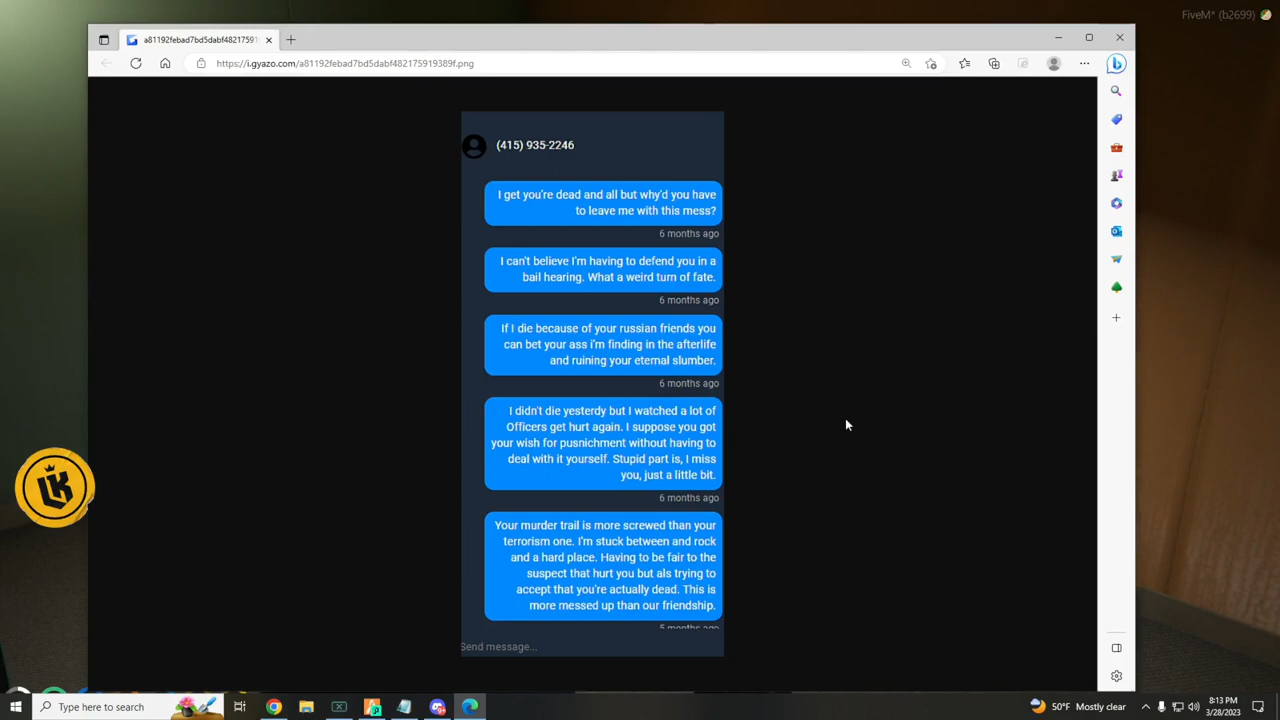 FiveM* (b2699)
a81192febad7bd5dabf48217591
https://i.gyazo.com/a81192febad7bd5dabf482175919389f.png
(415) 935-2246
I get you're dead and all but why'd you have
to leave me with this mess?
6 months ago
I can't believe I'm having to defend you in a
bail hearing. What a weird turn of fate.
6 months ago
If I die because of your russian friends you
can bet your ass i'm finding in the afterlife
and ruining your eternal slumber.
6 months ago
I didn't die yesterdy but I watched a lot of
Officers get hurt again. I suppose you got
your wish for pusnichment without having to
deal with it yourself. Stupid part is, I miss
you, just a little bit.
6 months ago
Your murder trail is more screwed than your
terrorism one. I'm stuck between and rock
and a hard place. Having to be fair to the
suspect that hurt you but als trying to
accept that you're actually dead. This is
more messed up than our friendship.
5 months ago
Send message...
LK
Type here to search
50°F Mostly clear
8:13 PM
3/28/2023